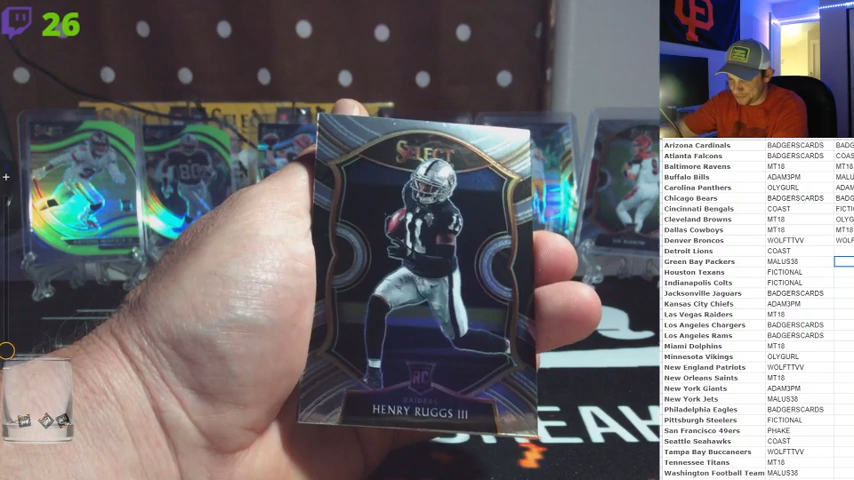 26
SELECT
11
RC
RAIDERS
HENRY RUGGS III
80
SF
Arizona Cardinals BADGERSCARDS
Atlanta Falcons BADGERSCARDS
Baltimore Ravens MT18 MT18
Buffalo Bills ADAM3PM
Carolina Panthers OLYGURL
Chicago Bears BADGERSCARDS
Cincinnati Bengals COAST
Cleveland Browns MT18
Dallas Cowboys MT18 MT18
Denver Broncos WOLFTTVV
Detroit Lions COAST
Green Bay Packers MALUS38
Houston Texans FICTIONAL
Indianapolis Colts FICTIONAL
Jacksonville Jaguars BADGERSCARDS
Kansas City Chiefs ADAM3PM
Las Vegas Raiders MT18
Los Angeles Chargers BADGERSCARDS
Los Angeles Rams BADGERSCARDS
Miami Dolphins MT18
Minnesota Vikings OLYGURL
New England Patriots WOLFTTVV
New Orleans Saints MT18
New York Giants ADAM3PM
New York Jets MALUS38
Philadelphia Eagles BADGERSCARDS
Pittsburgh Steelers FICTIONAL
San Francisco 49ers PHAKE
Seattle Seahawks COAST
Tampa Bay Buccaneers WOLFTTVV
Tennessee Titans MT18
Washington Football Team MALUS38